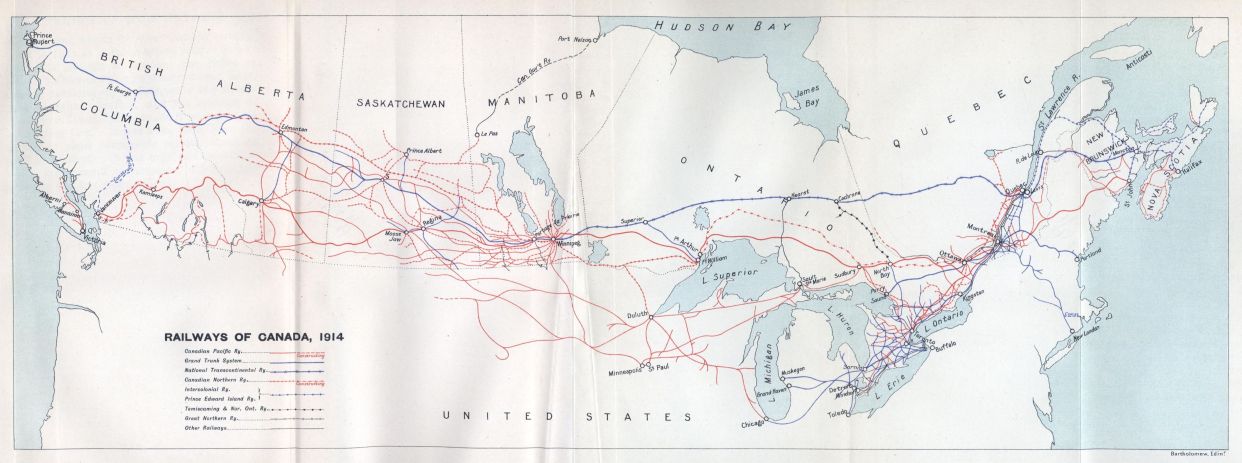 HUDSON BAY
Prince
Rupert
Port Nelson
Can. Gov't Ry.
BRITISH
COLUMBIA
ALBERTA
SASKATCHEWAN
MANITOBA
James
Bay
QUEBEC
St Lawrence R.
Anticosti
Ft. George
Edmonton
Le Pas
Prince Albert
ONTARIO
NEW
BRUNSWICK
NOVA SCOTIA
Moncton
Halifax
St John
R. du Loup
Quebec
Constructing
Kamloops
Vancouver
Alberni
Nanaimo
Victoria
Calgary
Regina
Moose
Jaw
Portage la Prairie
Winnipeg
Superior
Hearst
Cochrane
Pt Arthur
Ft William
L. Superior
Sault
Ste Marie
Sudbury
North
Bay
Parry
Sound
Ottawa
Montreal
Portland
Kingston
L. Ontario
Toronto
Buffalo
New London
L. Huron
L. Michigan
L. Erie
Sarnia
Detroit
Windsor
Toledo
Muskegon
Grand Haven
Chicago
Duluth
Minneapolis
St Paul
UNITED STATES
RAILWAYS OF CANADA, 1914
Canadian Pacific Ry. Constructing
Grand Trunk System
National Transcontinental Ry.
Canadian Northern Ry. Constructing
Intercolonial Ry.
Prince Edward Island Ry.
Temiscaming & Nor. Ont. Ry.
Great Northern Ry.
Other Railways
Bartholomew, Edinr.